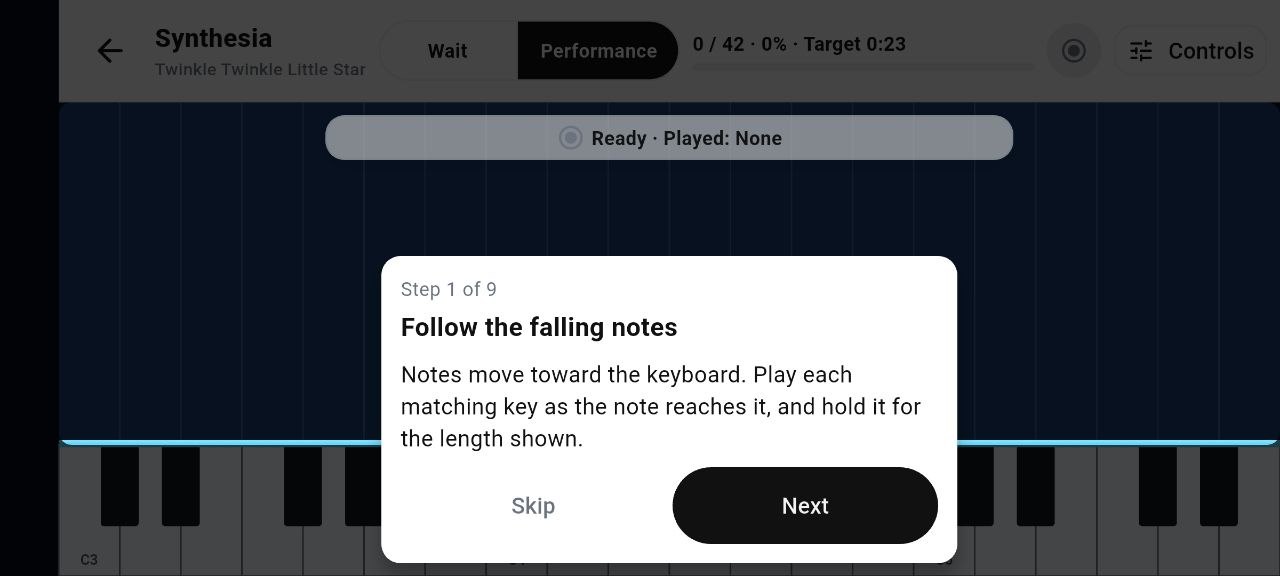 Synthesia
Twinkle Twinkle Little Star
Wait
Performance
0 / 42 · 0% · Target 0:23
Controls
Ready · Played: None
Step 1 of 9
Follow the falling notes
Notes move toward the keyboard. Play each
matching key as the note reaches it, and hold it for
the length shown.
Skip
Next
C3